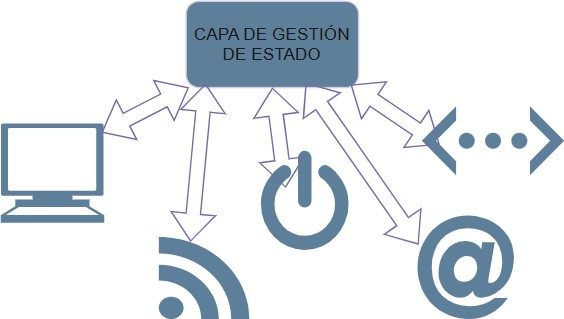 CAPA DE GESTIÓN
DE ESTADO
@